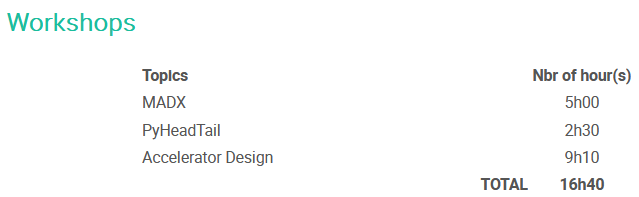 Workshops
Topics Nbr of hour(s)
MADX 5h00
PyHeadTail 2h30
Accelerator Design 9h10
TOTAL 16h40